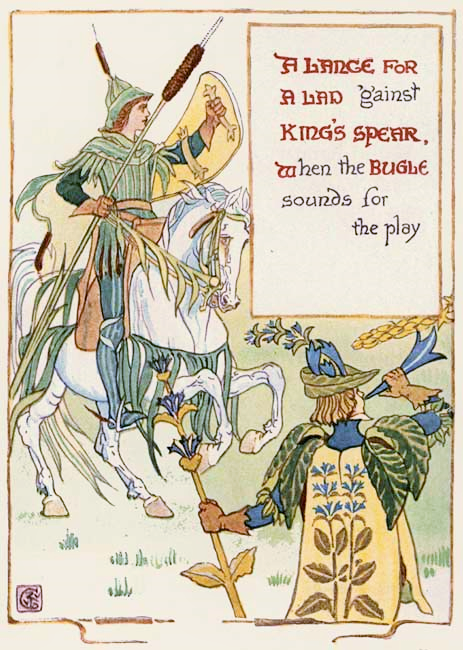 A LANCE FOR
A LAD 'gainst
KING'S SPEAR,
When the BUGLE
sounds for
the play